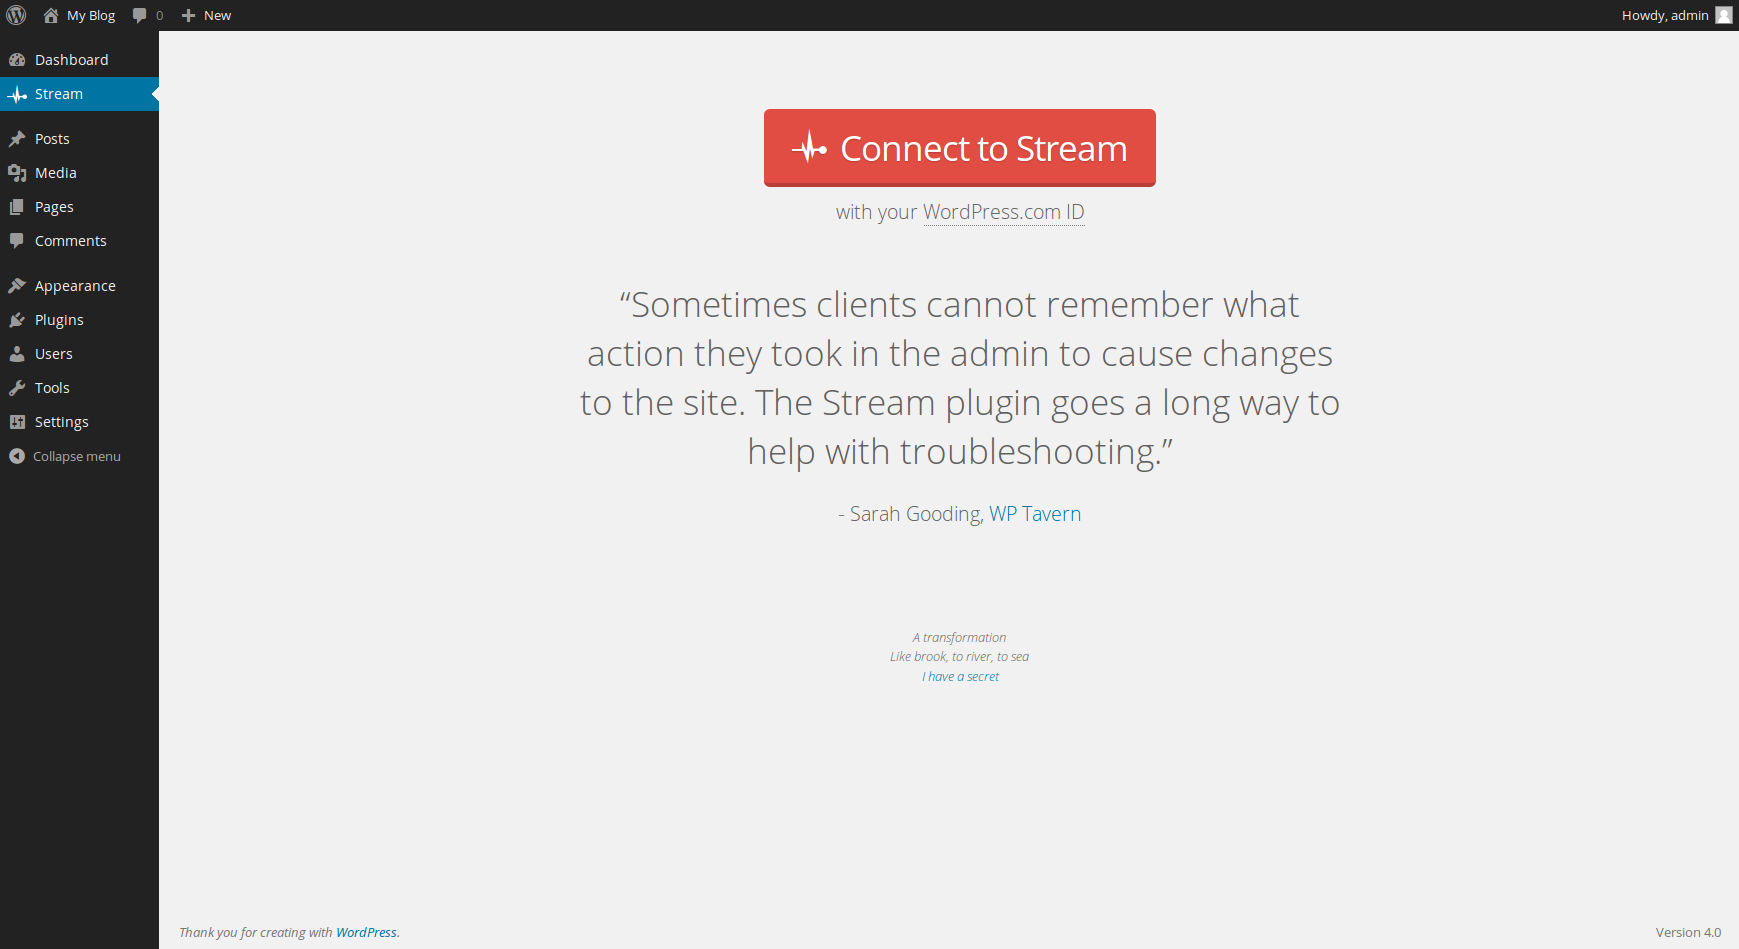 My Blog
0
New
Howdy, admin
Dashboard
Stream
Posts
Media
Pages
Comments
Appearance
Plugins
Users
Tools
Settings
Collapse menu
Connect to Stream
with your WordPress.com ID
“Sometimes clients cannot remember what
action they took in the admin to cause changes
to the site. The Stream plugin goes a long way to
help with troubleshooting.”
- Sarah Gooding, WP Tavern
A transformation
Like brook, to river, to sea
I have a secret
Thank you for creating with WordPress.
Version 4.0